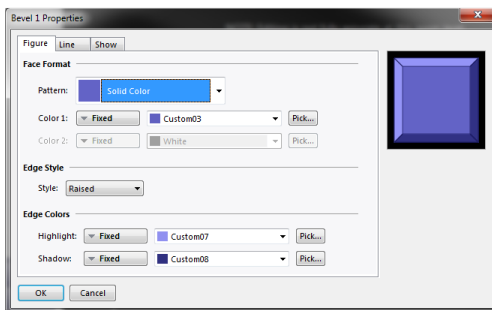 Bevel 1 Properties
Figure Line Show
Face Format
Pattern: Solid Color
Color 1: Fixed Custom03 Pick...
Color 2: Fixed White Pick...
Edge Style
Style: Raised
Edge Colors
Highlight: Fixed Custom07 Pick...
Shadow: Fixed Custom08 Pick...
OK Cancel